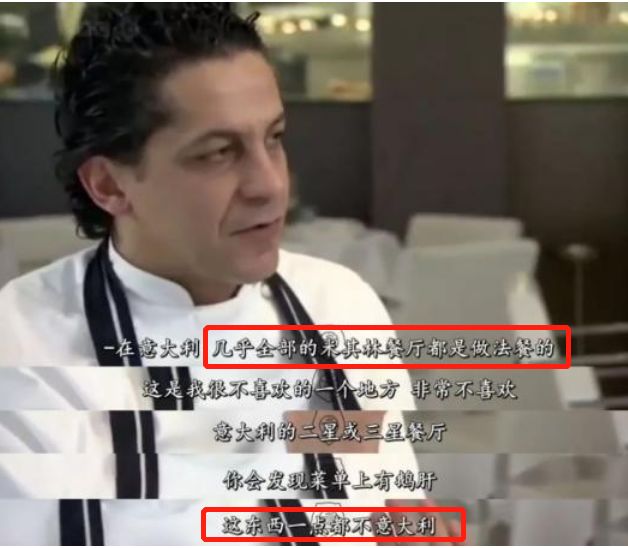 -在意大利 几乎全部的米其林餐厅都是做法餐的
这是我很不喜欢的一个地方 非常不喜欢
意大利的二星或三星餐厅
你会发现菜单上有鹅肝
这东西一点都不意大利